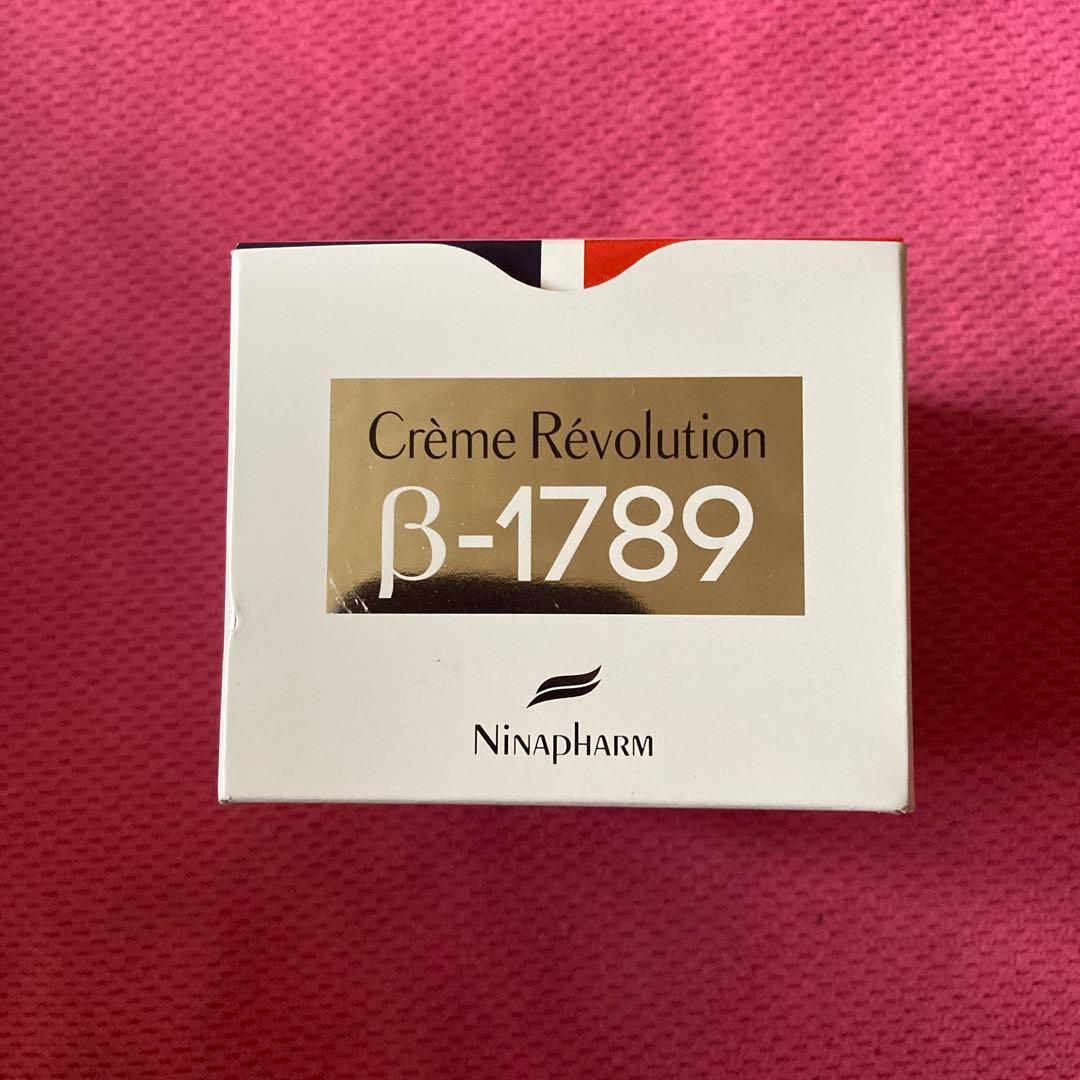 Crème Révolution
β-1789
NINAPHARM